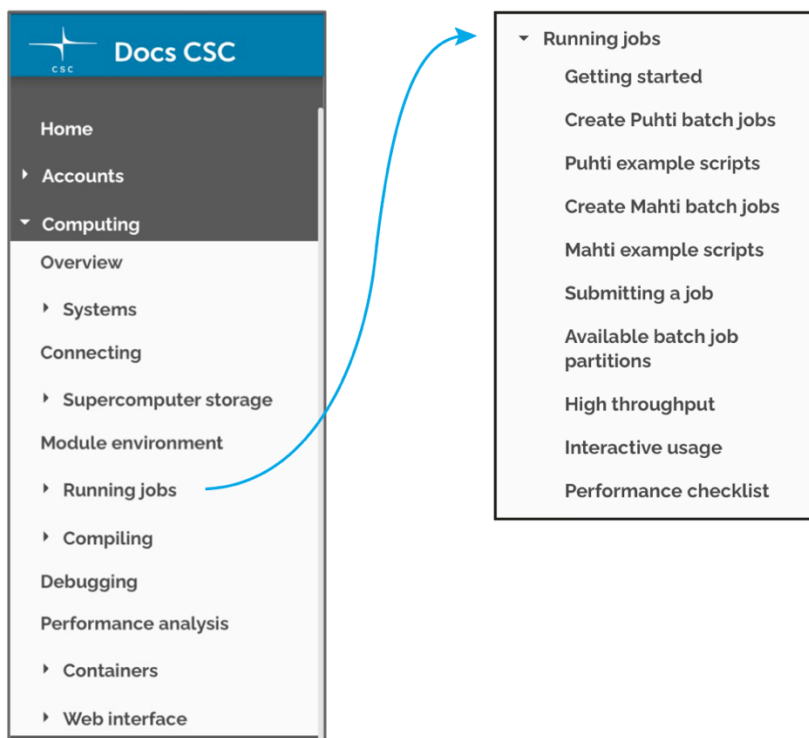 CSC
Docs CSC
Home
Accounts
Computing
Overview
Systems
Connecting
Supercomputer storage
Module environment
Running jobs
Compiling
Debugging
Performance analysis
Containers
Web interface
Running jobs
Getting started
Create Puhti batch jobs
Puhti example scripts
Create Mahti batch jobs
Mahti example scripts
Submitting a job
Available batch job
partitions
High throughput
Interactive usage
Performance checklist